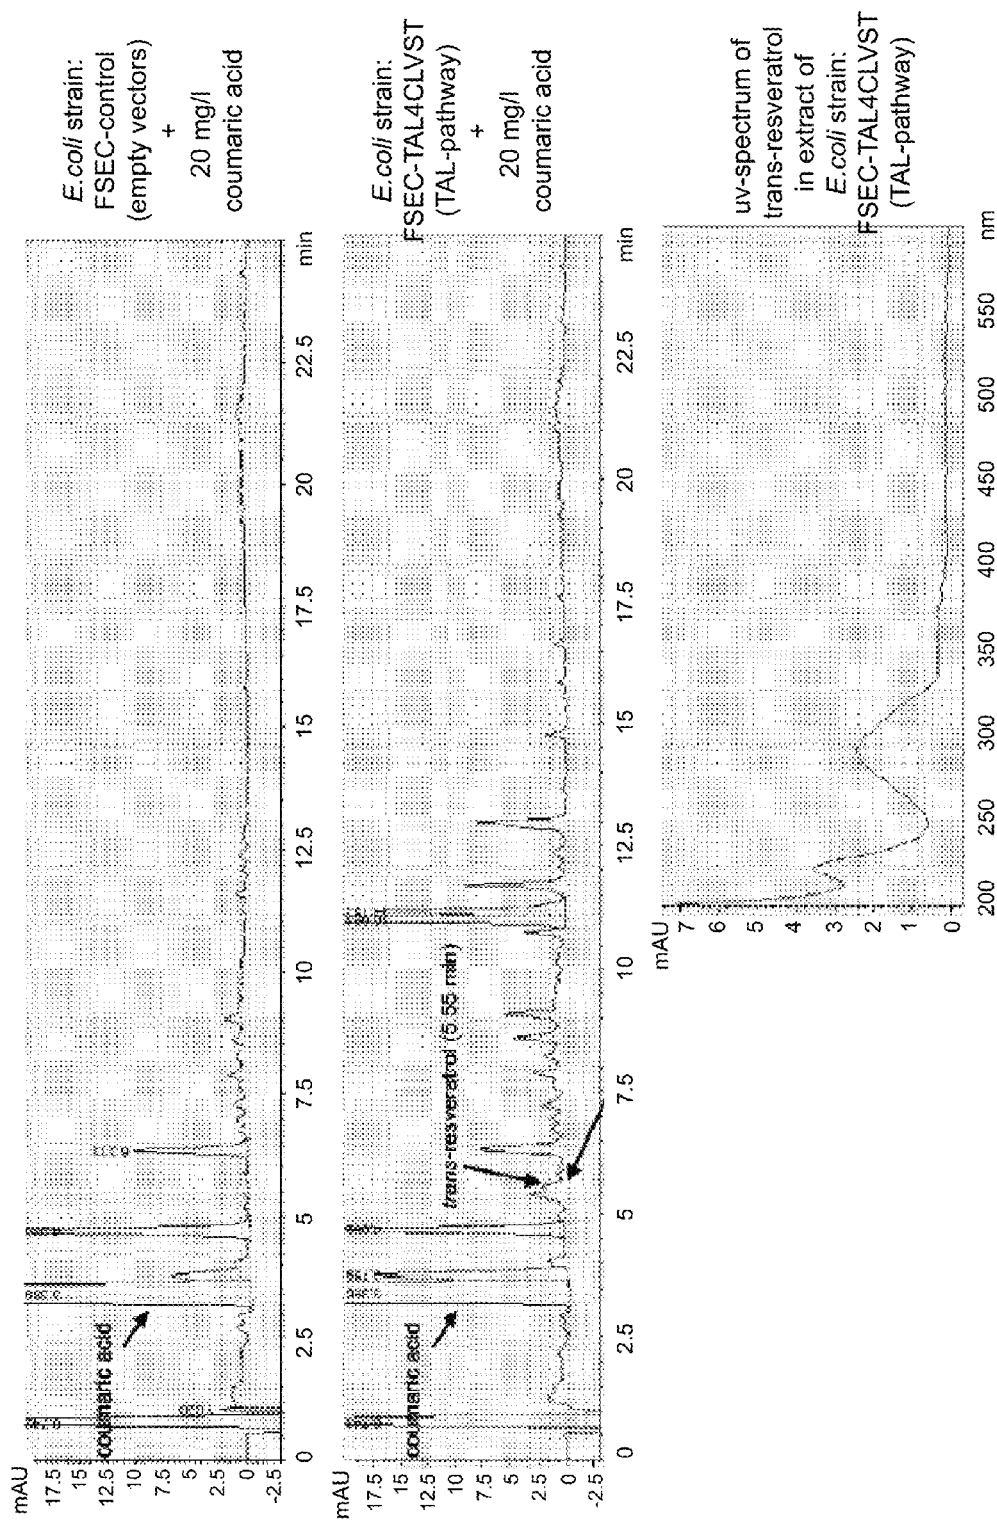 E.coli strain:
FSEC-control
(empty vectors)
+
20 mg/l
coumaric acid
mAU
17.5
15
12.5
10
7.5
5
2.5
0
-2.5
coumaric acid
0
2.5
5
7.5
10
12.5
15
17.5
20
22.5
min
E.coli strain:
FSEC-TAL4CLVST
(TAL-pathway)
+
20 mg/l
coumaric acid
mAU
17.5
15
12.5
10
7.5
5
2.5
0
-2.5
coumaric acid
trans-resveratrol (5.55 min)
0
2.5
5
7.5
10
12.5
15
17.5
20
22.5
min
uv-spectrum of
trans-resveratrol
in extract of
E.coli strain:
FSEC-TAL4CLVST
(TAL-pathway)
mAU
7
6
5
4
3
2
1
0
200
250
300
350
400
450
500
550
nm